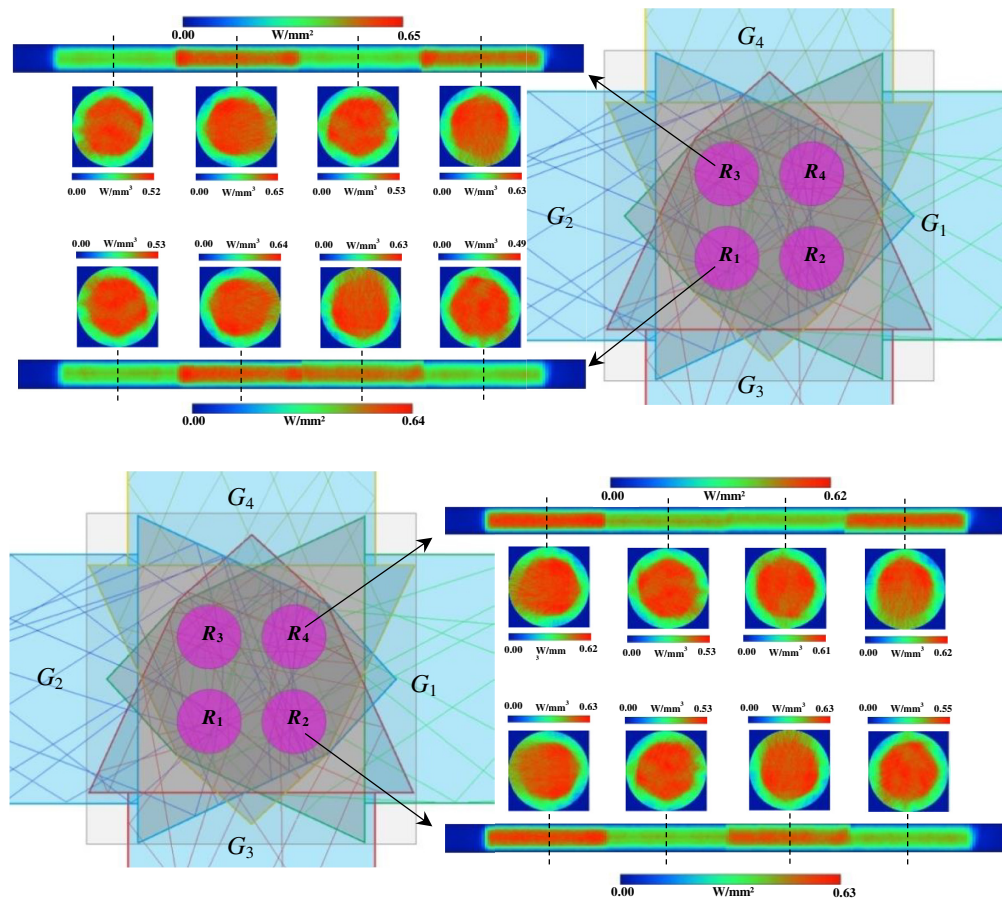 0.00 W/mm² 0.65
0.00 W/mm³ 0.52
0.00 W/mm³ 0.65
0.00 W/mm³ 0.53
0.00 W/mm³ 0.63
0.00 W/mm³ 0.53
0.00 W/mm³ 0.64
0.00 W/mm³ 0.63
0.00 W/mm³ 0.49
0.00 W/mm² 0.64
G4
R3 R4
G2 G1
R1 R2
G3
G4
R3 R4
G2 G1
R1 R2
G3
0.00 W/mm² 0.62
0.00 W/mm 3 0.62
0.00 W/mm³ 0.53
0.00 W/mm³ 0.61
0.00 W/mm³ 0.62
0.00 W/mm³ 0.63
0.00 W/mm³ 0.53
0.00 W/mm³ 0.63
0.00 W/mm³ 0.55
0.00 W/mm² 0.63